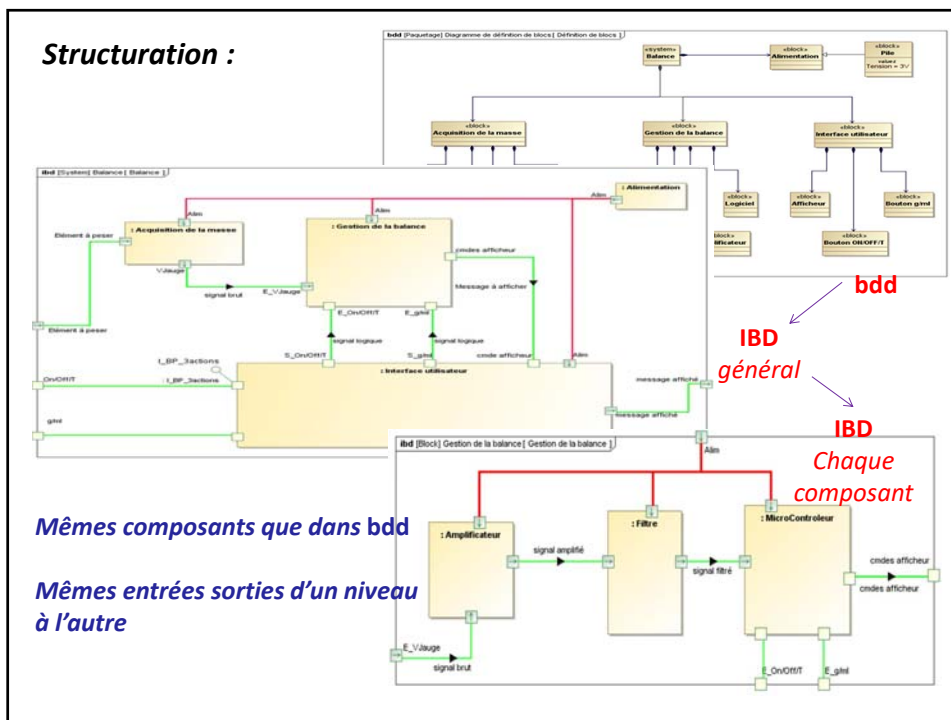 Structuration :
bdd [Paquetage] Diagramme de définition de blocs [ Définition de blocs ]
«system»
Balance
«block»
Alimentation
«block»
Pile
values
Tension = 3V
«block»
Acquisition de la masse
«block»
Gestion de la balance
«block»
Interface utilisateur
«block»
Logiciel
«block»
Afficheur
«block»
Bouton g/ml
«block»
Bouton ON/OFF/T
ibd [System] Balance [ Balance ]
: Alimentation
Alim
Alim
Elément à peser
: Acquisition de la masse
: Gestion de la balance
VJauge
signal brut
E_VJauge
cmdes afficheur
Message à afficher
E_On/Off/T
E_g/ml
Elément à peser
signal logique
signal logique
S_On/Off/T
S_g/ml
cmde afficheur
Alim
I_BP_3actions
: Interface utilisateur
On/Off/T
: I_BP_3actions
message affiché
g/ml
message affiché
bdd
IBD
général
IBD
Chaque
composant
ibd [Block] Gestion de la balance [ Gestion de la balance ]
Alim
: Amplificateur
: Filtre
: MicroControleur
signal amplifié
signal filtré
cmdes afficheur
cmdes afficheur
E_VJauge
signal brut
E_On/Off/T
E_g/ml
Mêmes composants que dans bdd
Mêmes entrées sorties d'un niveau
à l'autre